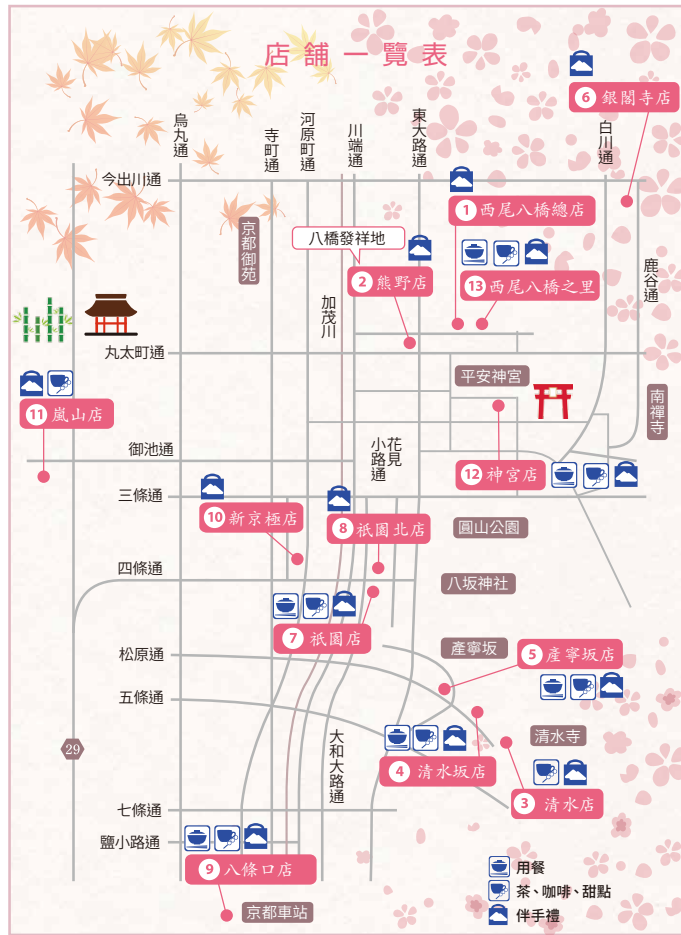 店舖一覽表
6 銀閣寺店
烏丸通
寺町通
河原町通
川端通
東大路通
白川通
今出川通
1 西尾八橋總店
京都御苑
八橋發祥地
2 熊野店
13 西尾八橋之里
鹿谷通
加茂川
丸太町通
平安神宮
南禪寺
11 嵐山店
御池通
花見小路通
12 神宮店
三條通
10 新京極店
8 祇園北店
圓山公園
四條通
八坂神社
7 祇園店
松原通
產寧坂
5 產寧坂店
五條通
29
大和大路通
4 清水坂店
清水寺
3 清水店
七條通
鹽小路通
9 八條口店
京都車站
用餐
茶、咖啡、甜點
伴手禮